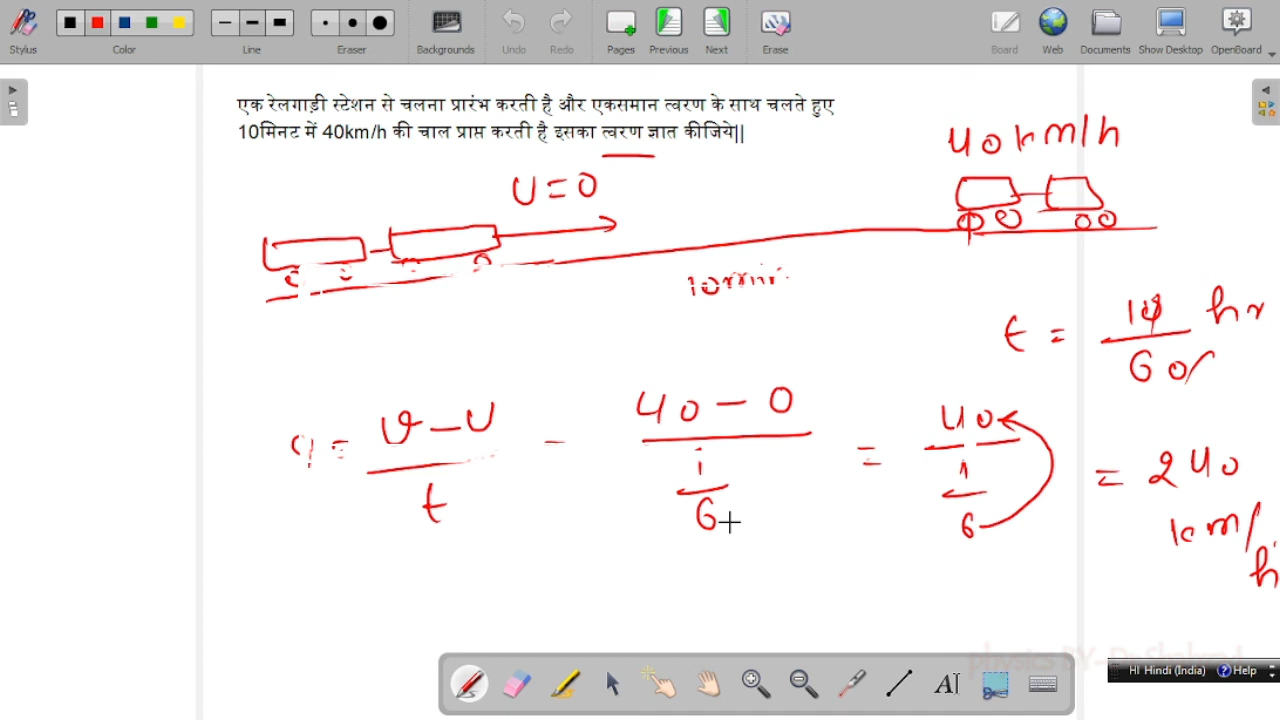 Stylus
Color
Line
Eraser
Backgrounds
Undo
Redo
Pages
Previous
Next
Erase
Board
Web
Documents
Show Desktop
OpenBoard
एक रेलगाड़ी स्टेशन से चलना प्रारंभ करती है और एकसमान त्वरण के साथ चलते हुए
10मिनट में 40km/h की चाल प्राप्त करती है इसका त्वरण ज्ञात कीजिये||
40km/h
U=0
10min
t = 10/60 hr
a = v-u/t = 40-0/1/6 = 40/1/6 = 240
km/h
physics BY-
HI Hindi (India)
Help